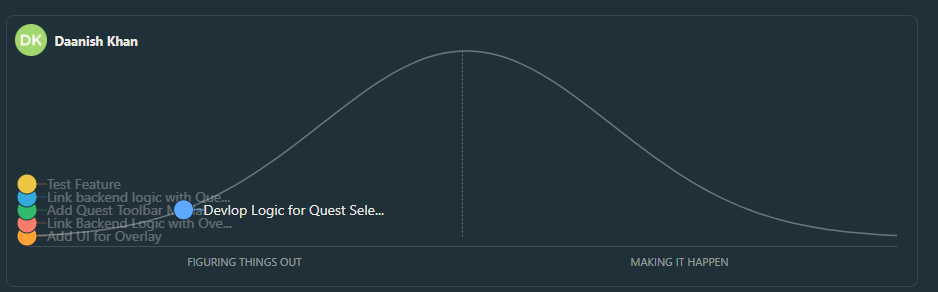 DK
Daanish Khan
Test Feature
Link backend logic with Que...
Add Quest Toolbar
Devlop Logic for Quest Sele...
Link Backend Logic with Ove...
Add UI for Overlay
FIGURING THINGS OUT
MAKING IT HAPPEN